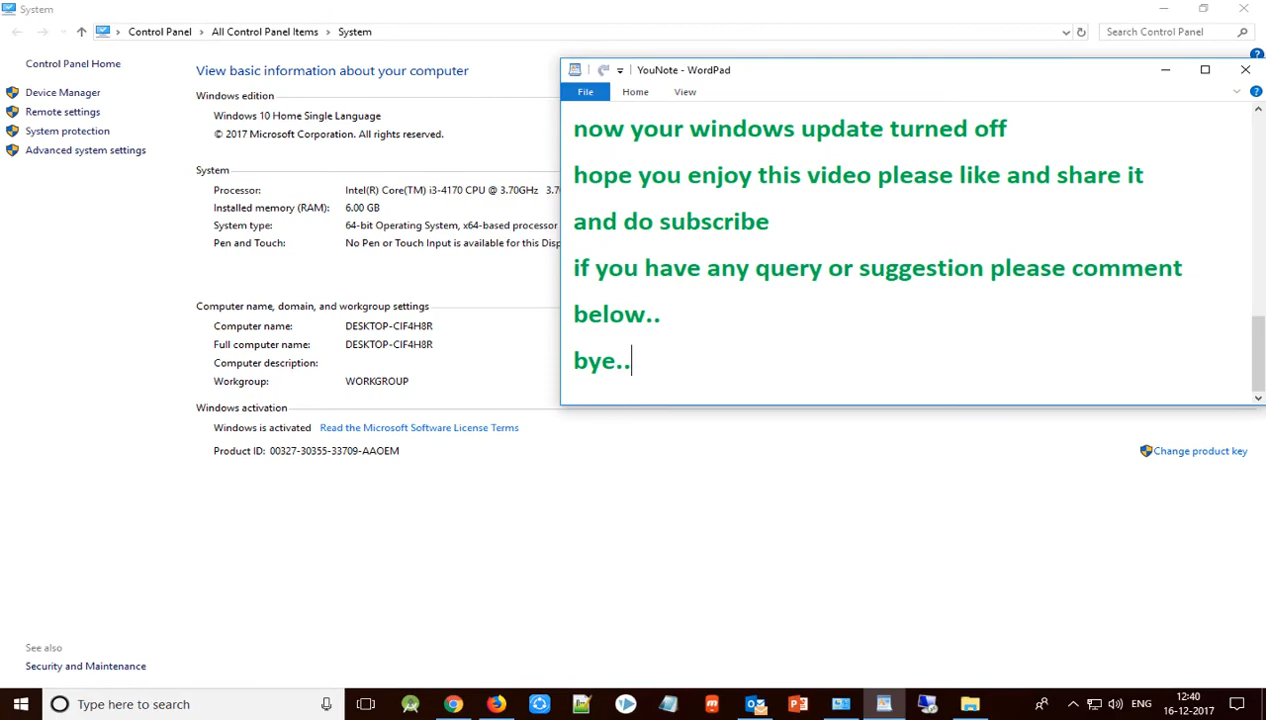 System
Control Panel
All Control Panel Items
System
Search Control Panel
Control Panel Home
Device Manager
Remote settings
System protection
Advanced system settings
View basic information about your computer
Windows edition
Windows 10 Home Single Language
© 2017 Microsoft Corporation. All rights reserved.
System
Processor: Intel(R) Core(TM) i3-4170 CPU @ 3.70GHz
Installed memory (RAM): 6.00 GB
System type: 64-bit Operating System, x64-based processor
Pen and Touch: No Pen or Touch Input is available for this
Computer name, domain, and workgroup settings
Computer name: DESKTOP-CIF4H8R
Full computer name: DESKTOP-CIF4H8R
Computer description:
Workgroup: WORKGROUP
Windows activation
Windows is activated Read the Microsoft Software License Terms
Product ID: 00327-30355-33709-AAOEM
Change product key
See also
Security and Maintenance
YouNote - WordPad
File Home View
now your windows update turned off
hope you enjoy this video please like and share it
and do subscribe
if you have any query or suggestion please comment
below..
bye..
Type here to search
ENG
12:40
16-12-2017